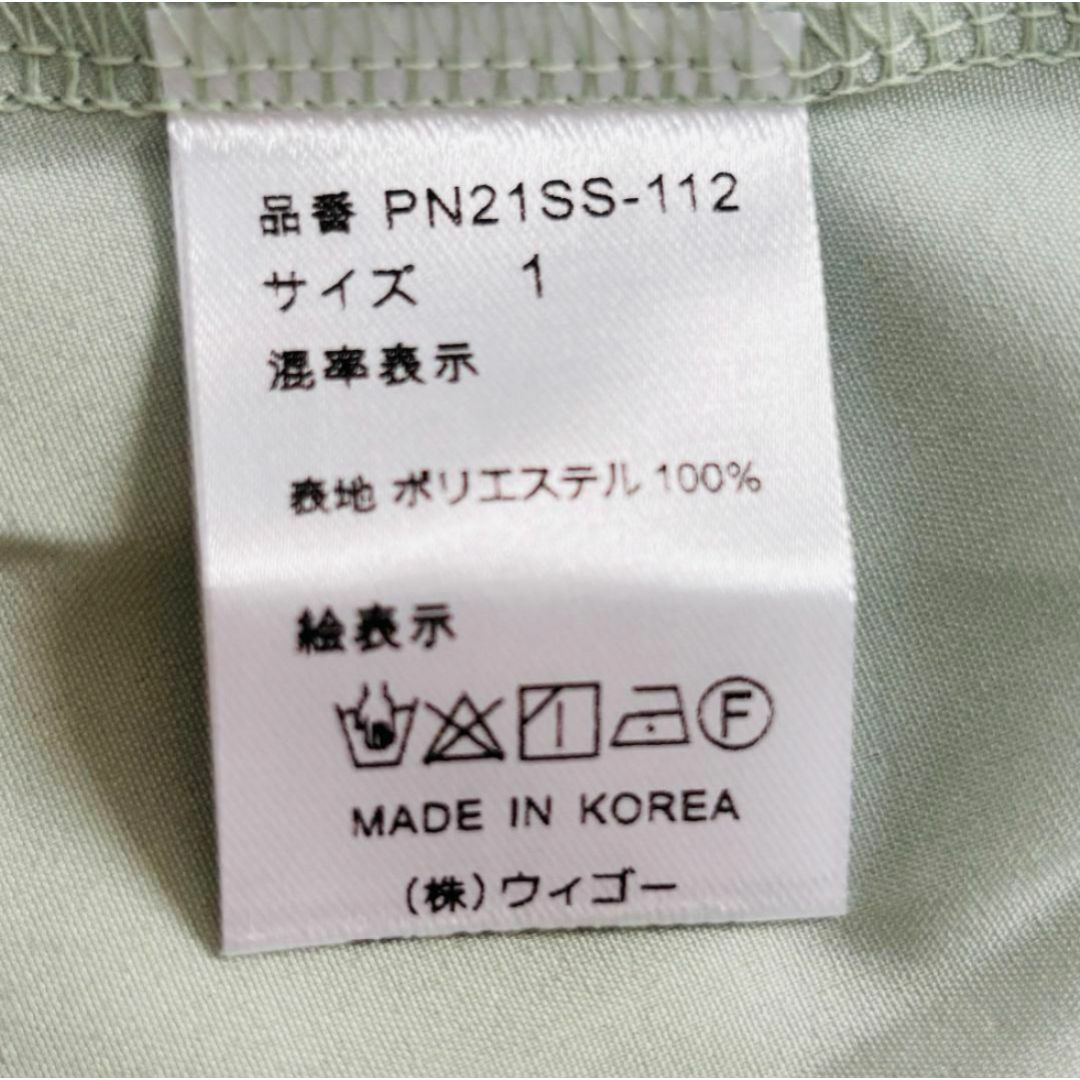 品番 PN21SS-112
サイズ 1
混率表示
表地 ポリエステル 100%
絵表示
F
MADE IN KOREA
(株)ウィゴー